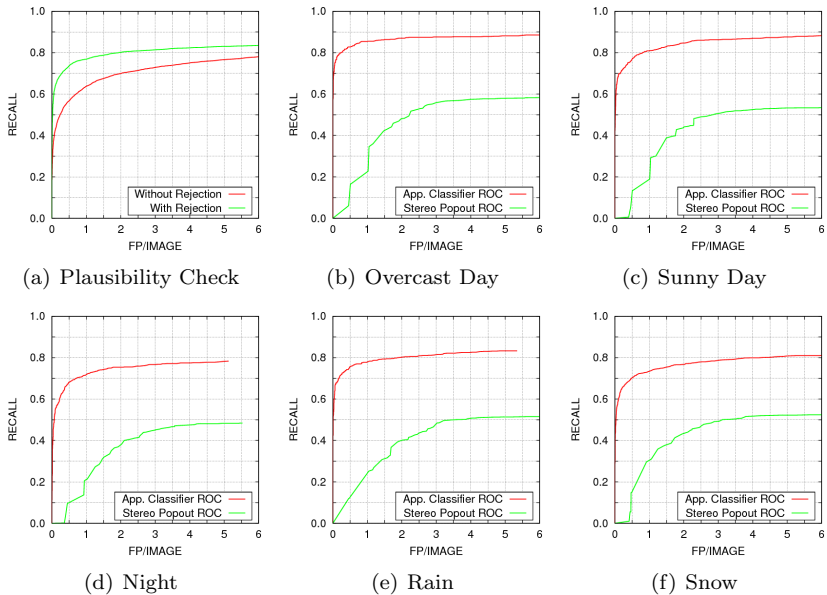 1.0
0.8
0.6
0.4
0.2
0.0
RECALL
Without Rejection
With Rejection
0 1 2 3 4 5 6
FP/IMAGE
(a) Plausibility Check
1.0
0.8
0.6
0.4
0.2
0.0
RECALL
App. Classifier ROC
Stereo Popout ROC
0 1 2 3 4 5 6
FP/IMAGE
(b) Overcast Day
1.0
0.8
0.6
0.4
0.2
0.0
RECALL
App. Classifier ROC
Stereo Popout ROC
0 1 2 3 4 5 6
FP/IMAGE
(c) Sunny Day
1.0
0.8
0.6
0.4
0.2
0.0
RECALL
App. Classifier ROC
Stereo Popout ROC
0 1 2 3 4 5 6
FP/IMAGE
(d) Night
1.0
0.8
0.6
0.4
0.2
0.0
RECALL
App. Classifier ROC
Stereo Popout ROC
0 1 2 3 4 5 6
FP/IMAGE
(e) Rain
1.0
0.8
0.6
0.4
0.2
0.0
RECALL
App. Classifier ROC
Stereo Popout ROC
0 1 2 3 4 5 6
FP/IMAGE
(f) Snow